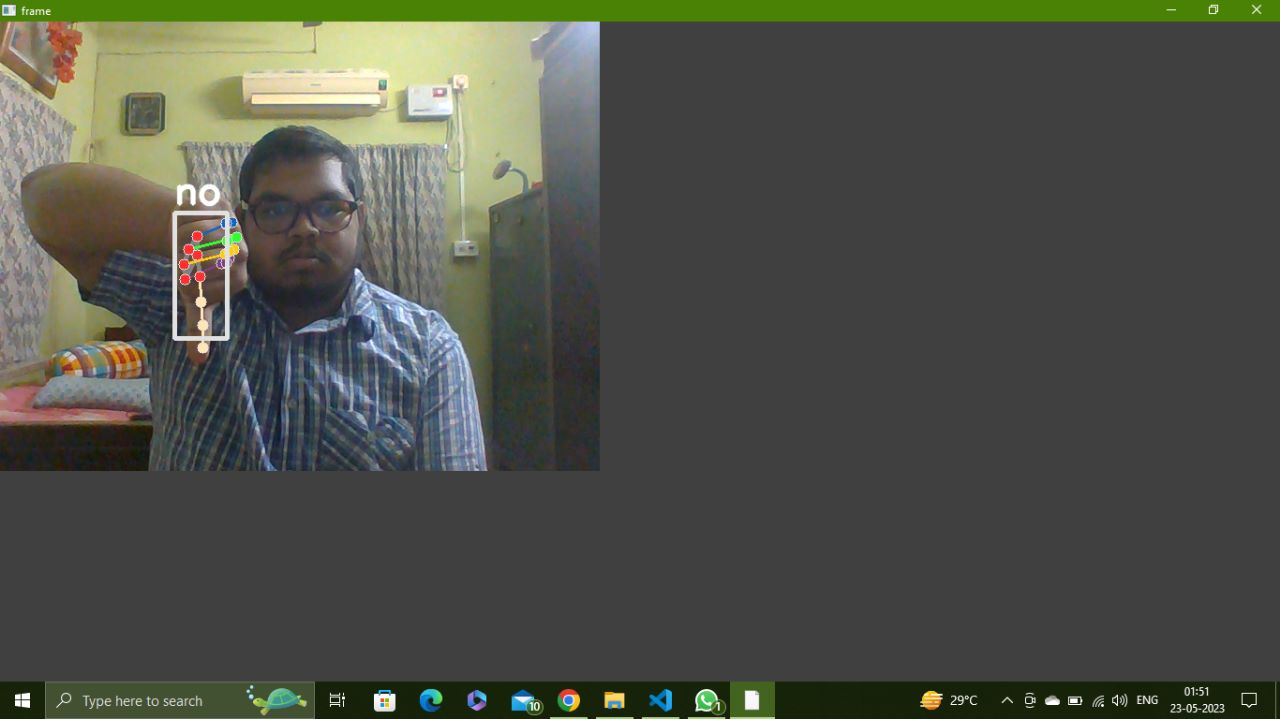 frame
no
Type here to search
10
1
29°C
ENG
01:51
23-05-2023